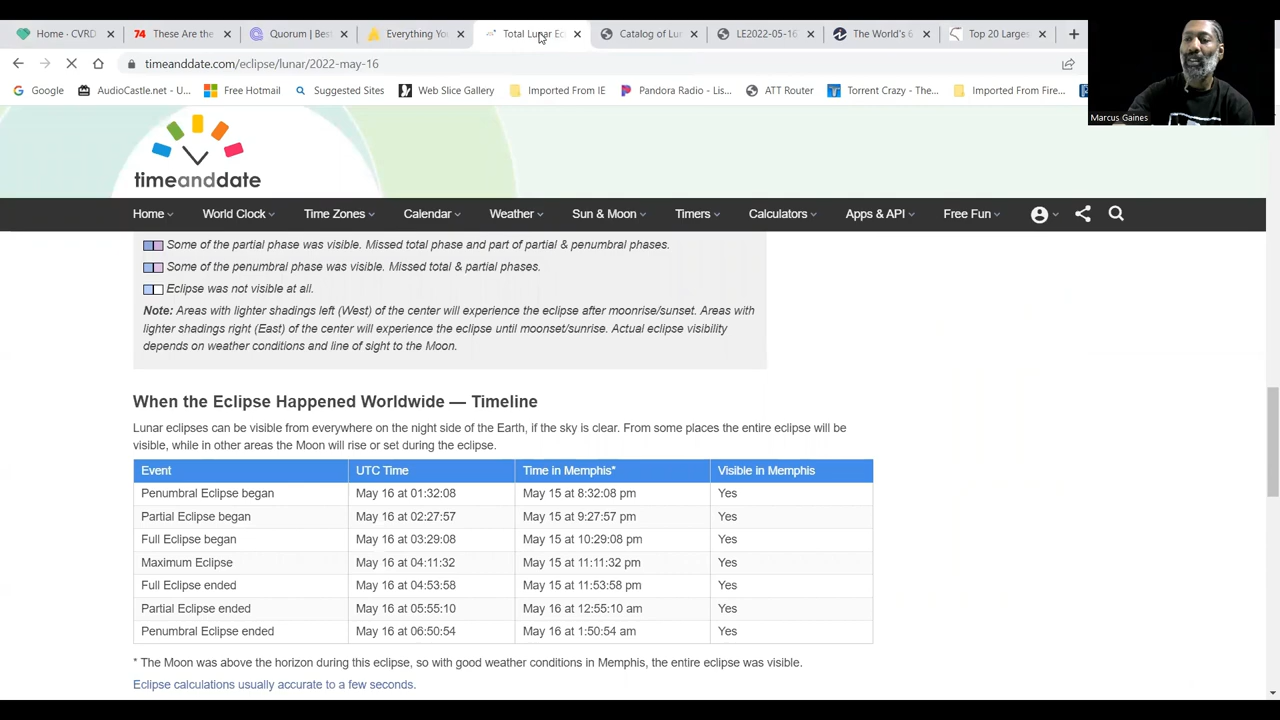 Home · CVRD
74 These Are the
Quorum | Best
Everything You
Total Lunar Ec
Catalog of Lun
LE2022-05-16
The World's 6
Top 20 Larges
timeanddate.com/eclipse/lunar/2022-may-16
Google
AudioCastle.net - U...
Free Hotmail
Suggested Sites
Web Slice Gallery
Imported From IE
Pandora Radio - Lis...
ATT Router
Torrent Crazy - The...
Imported From Fire...
Marcus Gaines
timeanddate
Home
World Clock
Time Zones
Calendar
Weather
Sun & Moon
Timers
Calculators
Apps & API
Free Fun
Some of the partial phase was visible. Missed total phase and part of partial & penumbral phases.
Some of the penumbral phase was visible. Missed total & partial phases.
Eclipse was not visible at all.
Note: Areas with lighter shadings left (West) of the center will experience the eclipse after moonrise/sunset. Areas with
lighter shadings right (East) of the center will experience the eclipse until moonset/sunrise. Actual eclipse visibility
depends on weather conditions and line of sight to the Moon.
When the Eclipse Happened Worldwide — Timeline
Lunar eclipses can be visible from everywhere on the night side of the Earth, if the sky is clear. From some places the entire eclipse will be
visible, while in other areas the Moon will rise or set during the eclipse.
Event UTC Time Time in Memphis* Visible in Memphis
Penumbral Eclipse began May 16 at 01:32:08 May 15 at 8:32:08 pm Yes
Partial Eclipse began May 16 at 02:27:57 May 15 at 9:27:57 pm Yes
Full Eclipse began May 16 at 03:29:08 May 15 at 10:29:08 pm Yes
Maximum Eclipse May 16 at 04:11:32 May 15 at 11:11:32 pm Yes
Full Eclipse ended May 16 at 04:53:58 May 15 at 11:53:58 pm Yes
Partial Eclipse ended May 16 at 05:55:10 May 16 at 12:55:10 am Yes
Penumbral Eclipse ended May 16 at 06:50:54 May 16 at 1:50:54 am Yes
* The Moon was above the horizon during this eclipse, so with good weather conditions in Memphis, the entire eclipse was visible.
Eclipse calculations usually accurate to a few seconds.